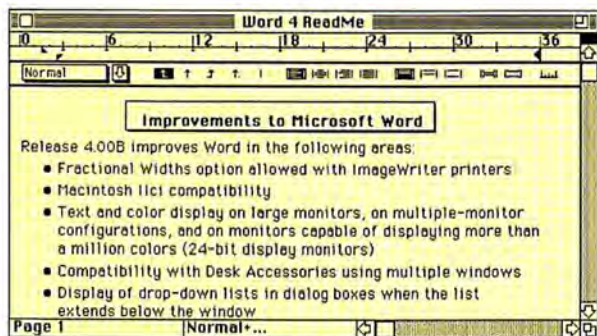 Word 4 ReadMe
0 6 12 18 24 30 36
Normal
Improvements to Microsoft Word
Release 4.00B improves Word in the following areas:
• Fractional Widths option allowed with ImageWriter printers
• Macintosh IIci compatibility
• Text and color display on large monitors, on multiple-monitor
configurations, and on monitors capable of displaying more than
a million colors (24-bit display monitors)
• Compatibility with Desk Accessories using multiple windows
• Display of drop-down lists in dialog boxes when the list
extends below the window
Page 1 Normal+...